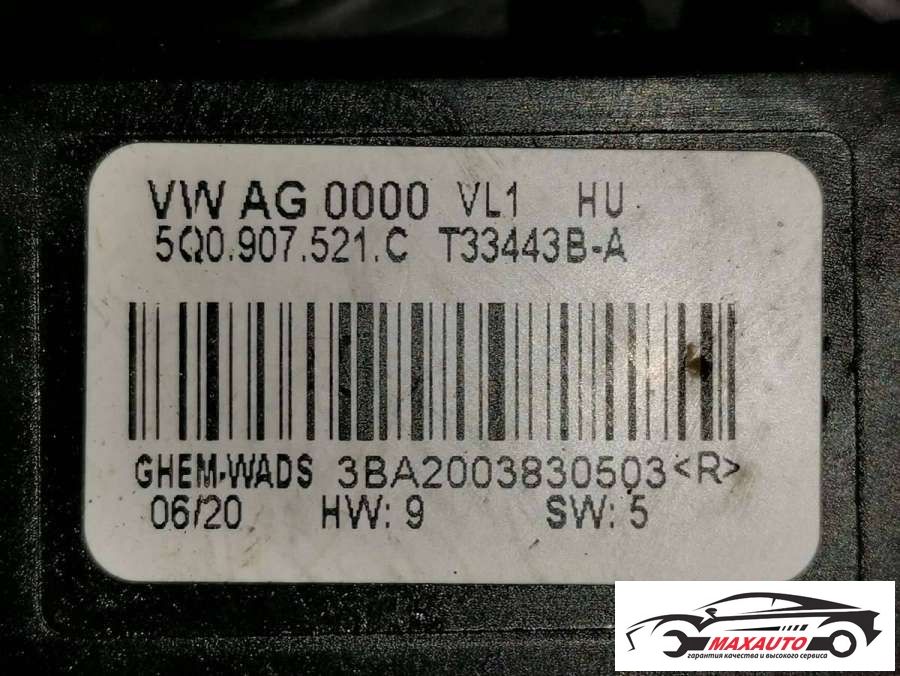 VW AG 0000 VL1 HU
5Q0.907.521.C T33443B-A
GHEM-WADS 3BA2003830503<R>
06/20 HW: 9 SW: 5
MAXAUTO
гарантия качества и высокого сервиса